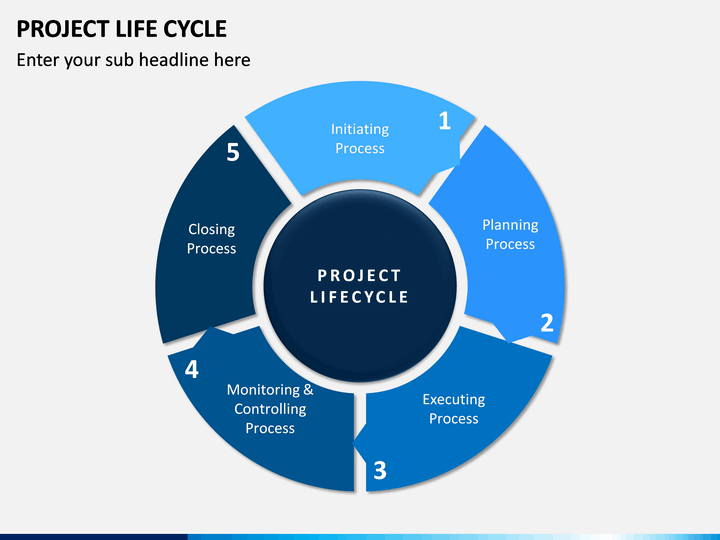 PROJECT LIFE CYCLE
Enter your sub headline here
1
Initiating
Process
2
Planning
Process
3
Executing
Process
4
Monitoring &
Controlling
Process
5
Closing
Process
PROJECT
LIFECYCLE